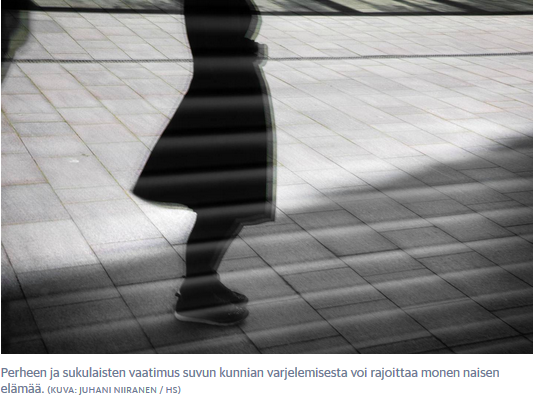 Perheen ja sukulaisten vaatimus suvun kunnian varjelemisesta voi rajoittaa monen naisen
elämää. (KUVA: JUHANI NIIRANEN / HS)